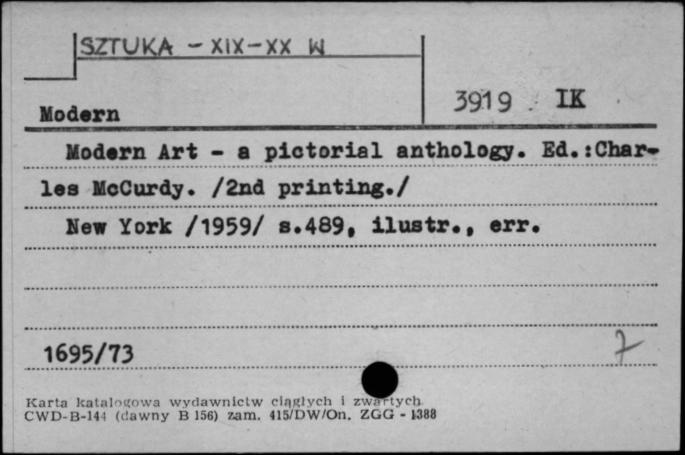 SZTUKA - XIX-XX W
3919 IK
Modern
Modern Art - a pictorial anthology. Ed.:Char-
les McCurdy. /2nd printing./
New York /1959/ s.489, ilustr., err.
1695/73 7
Karta katalogowa wydawnictw ciągłych i zwartych
CWD-B-144 (dawny B 156) zam. 415/DW/On. ZGG - 1388